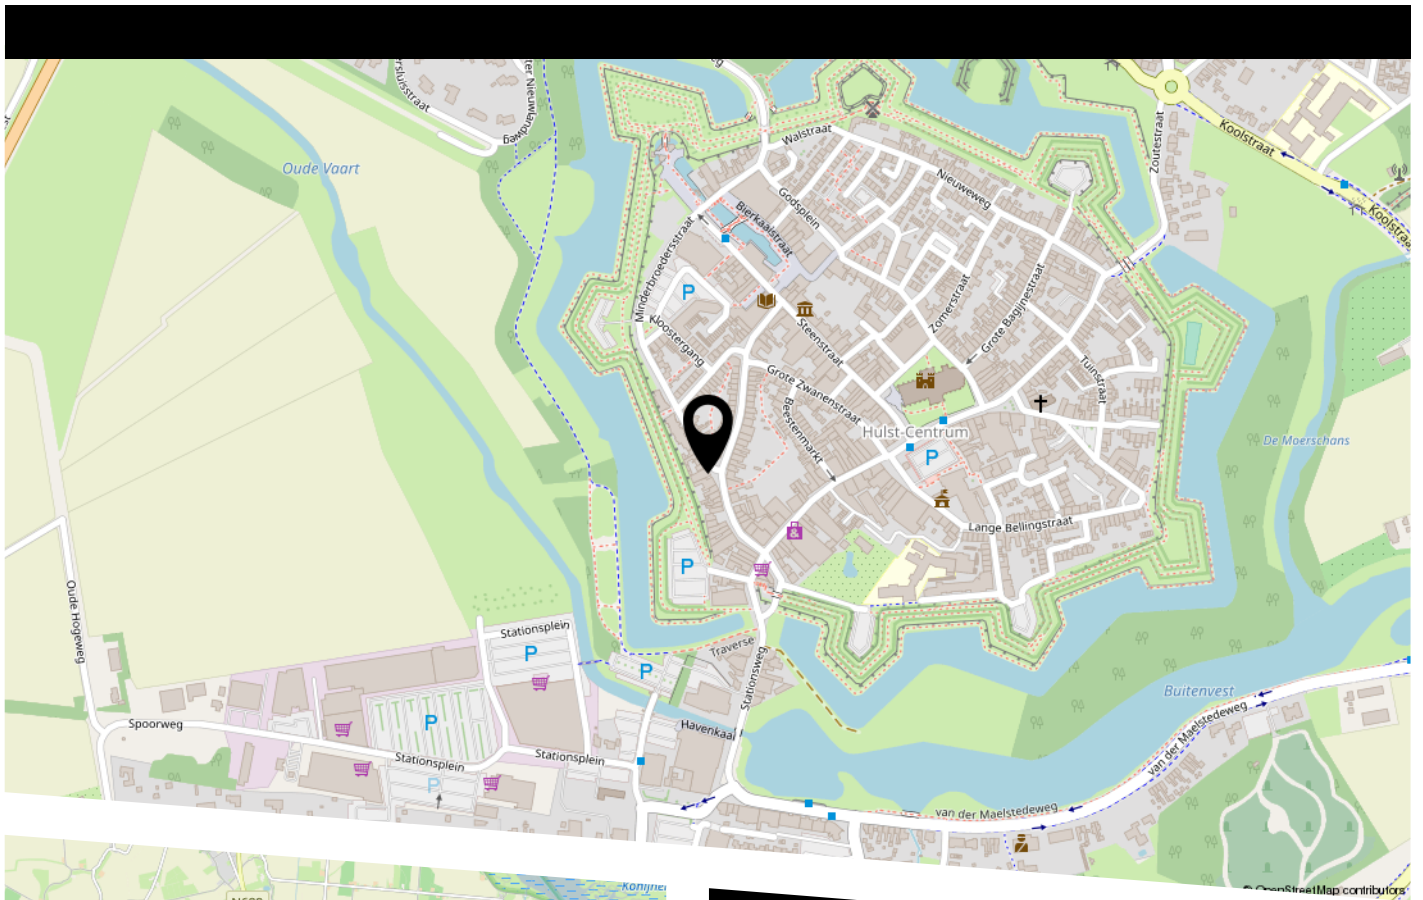 Oude Vaart
Walstraat
Koolstraat
Zoutestraat
Nieuweweg
Godsplein
Bierkaaistraat
Minderbroedersstraat
P
Kloostergang
Steenstraat
Zomerstraat
Grote Bagijnestraat
Tuinstraat
Grote Zwanenstraat
Beestenmarkt
Hulst-Centrum
P
De Moerschans
Lange Bellingstraat
P
Oude Hogeweg
Stationsplein
P
Traverse
P
Stationsweg
Buitenvest
Spoorweg
P
Havenkaai
van der Maelstedeweg
Stationsplein
Stationsplein
P
van der Maelstedeweg
© OpenStreetMap contributors